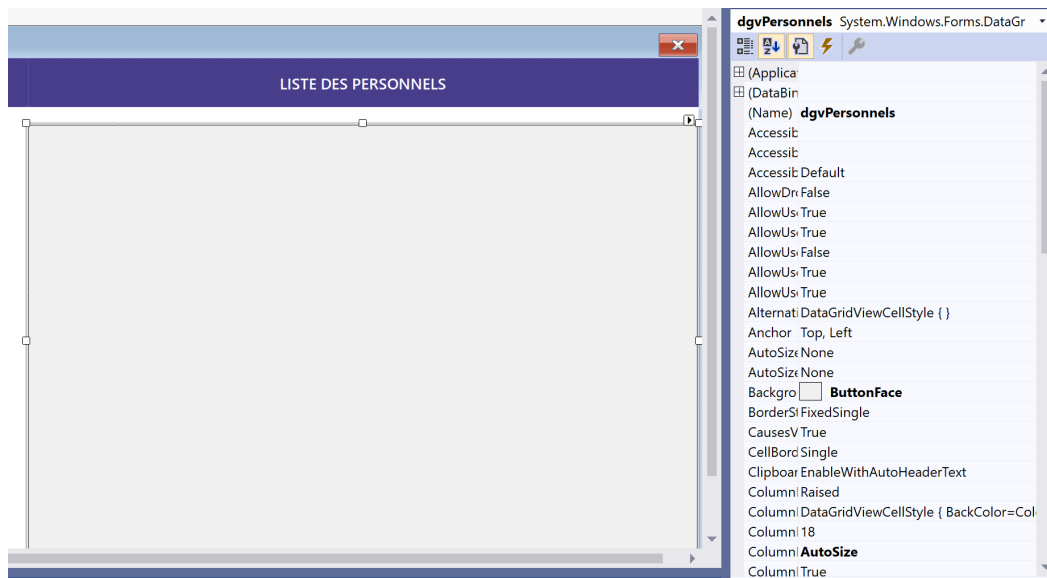 LISTE DES PERSONNELS
dgvPersonnels System.Windows.Forms.DataGr
(Applica
(DataBin
(Name) dgvPersonnels
Accessib
Accessib
Accessib Default
AllowDr False
AllowUs True
AllowUs True
AllowUs False
AllowUs True
AllowUs True
Alternati DataGridViewCellStyle { }
Anchor Top, Left
AutoSize None
AutoSize None
Backgro ButtonFace
BorderSt FixedSingle
CausesV True
CellBord Single
Clipboar EnableWithAutoHeaderText
Column Raised
Column DataGridViewCellStyle { BackColor=Col
Column 18
Column AutoSize
Column True